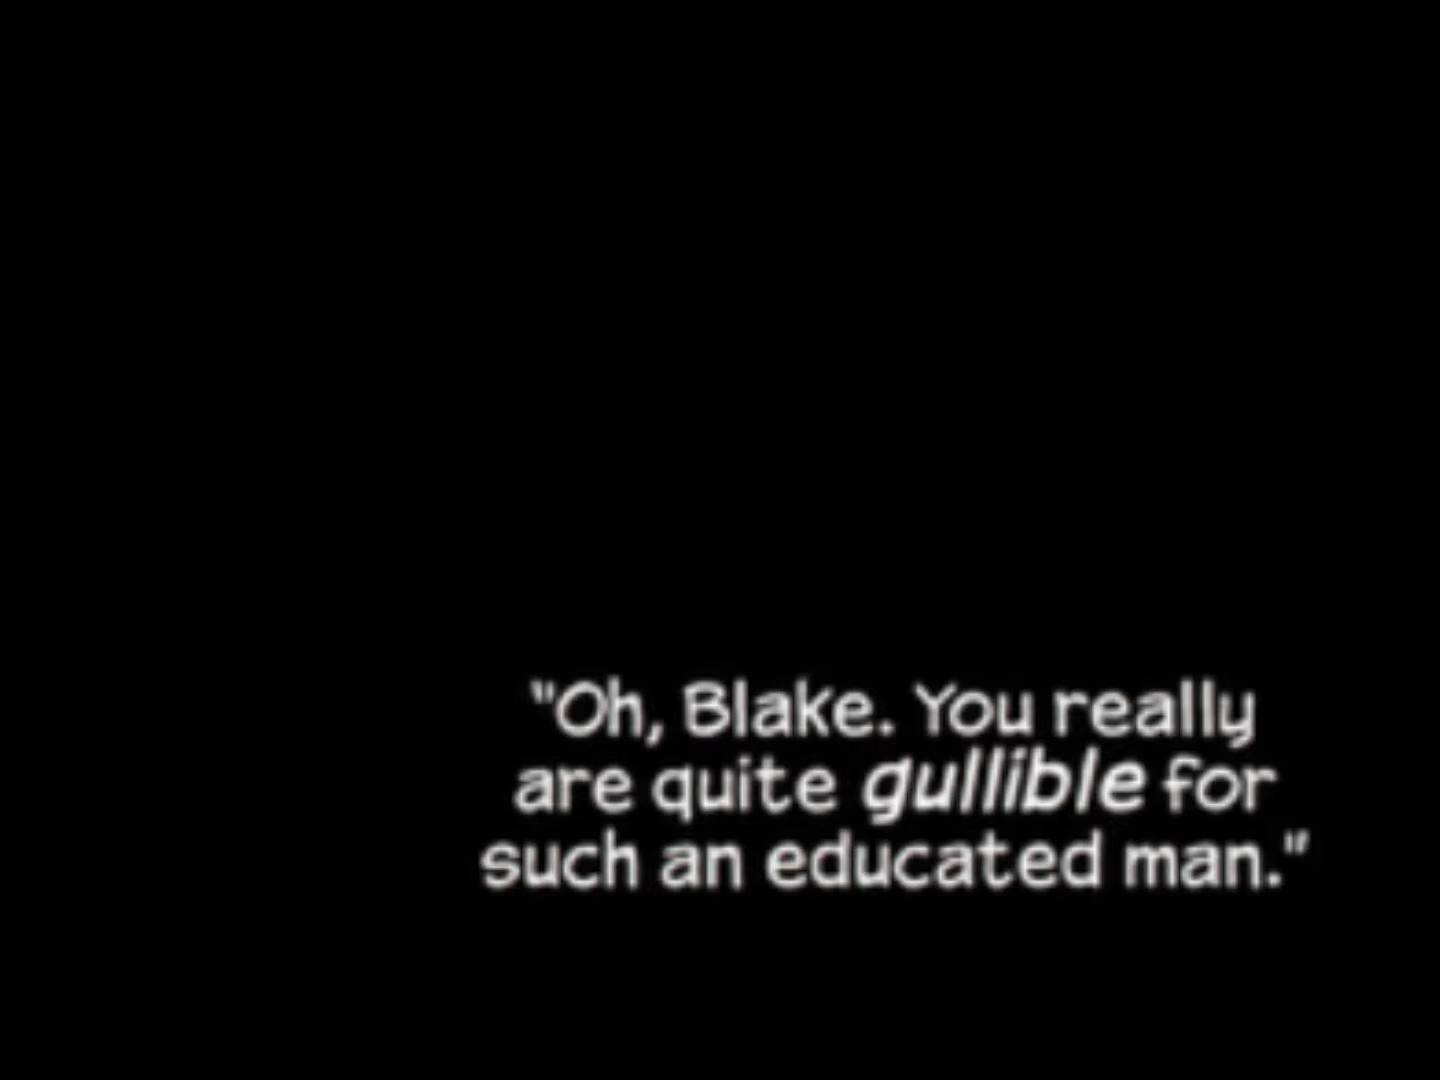 "Oh, Blake. You really
are quite gullible for
such an educated man."